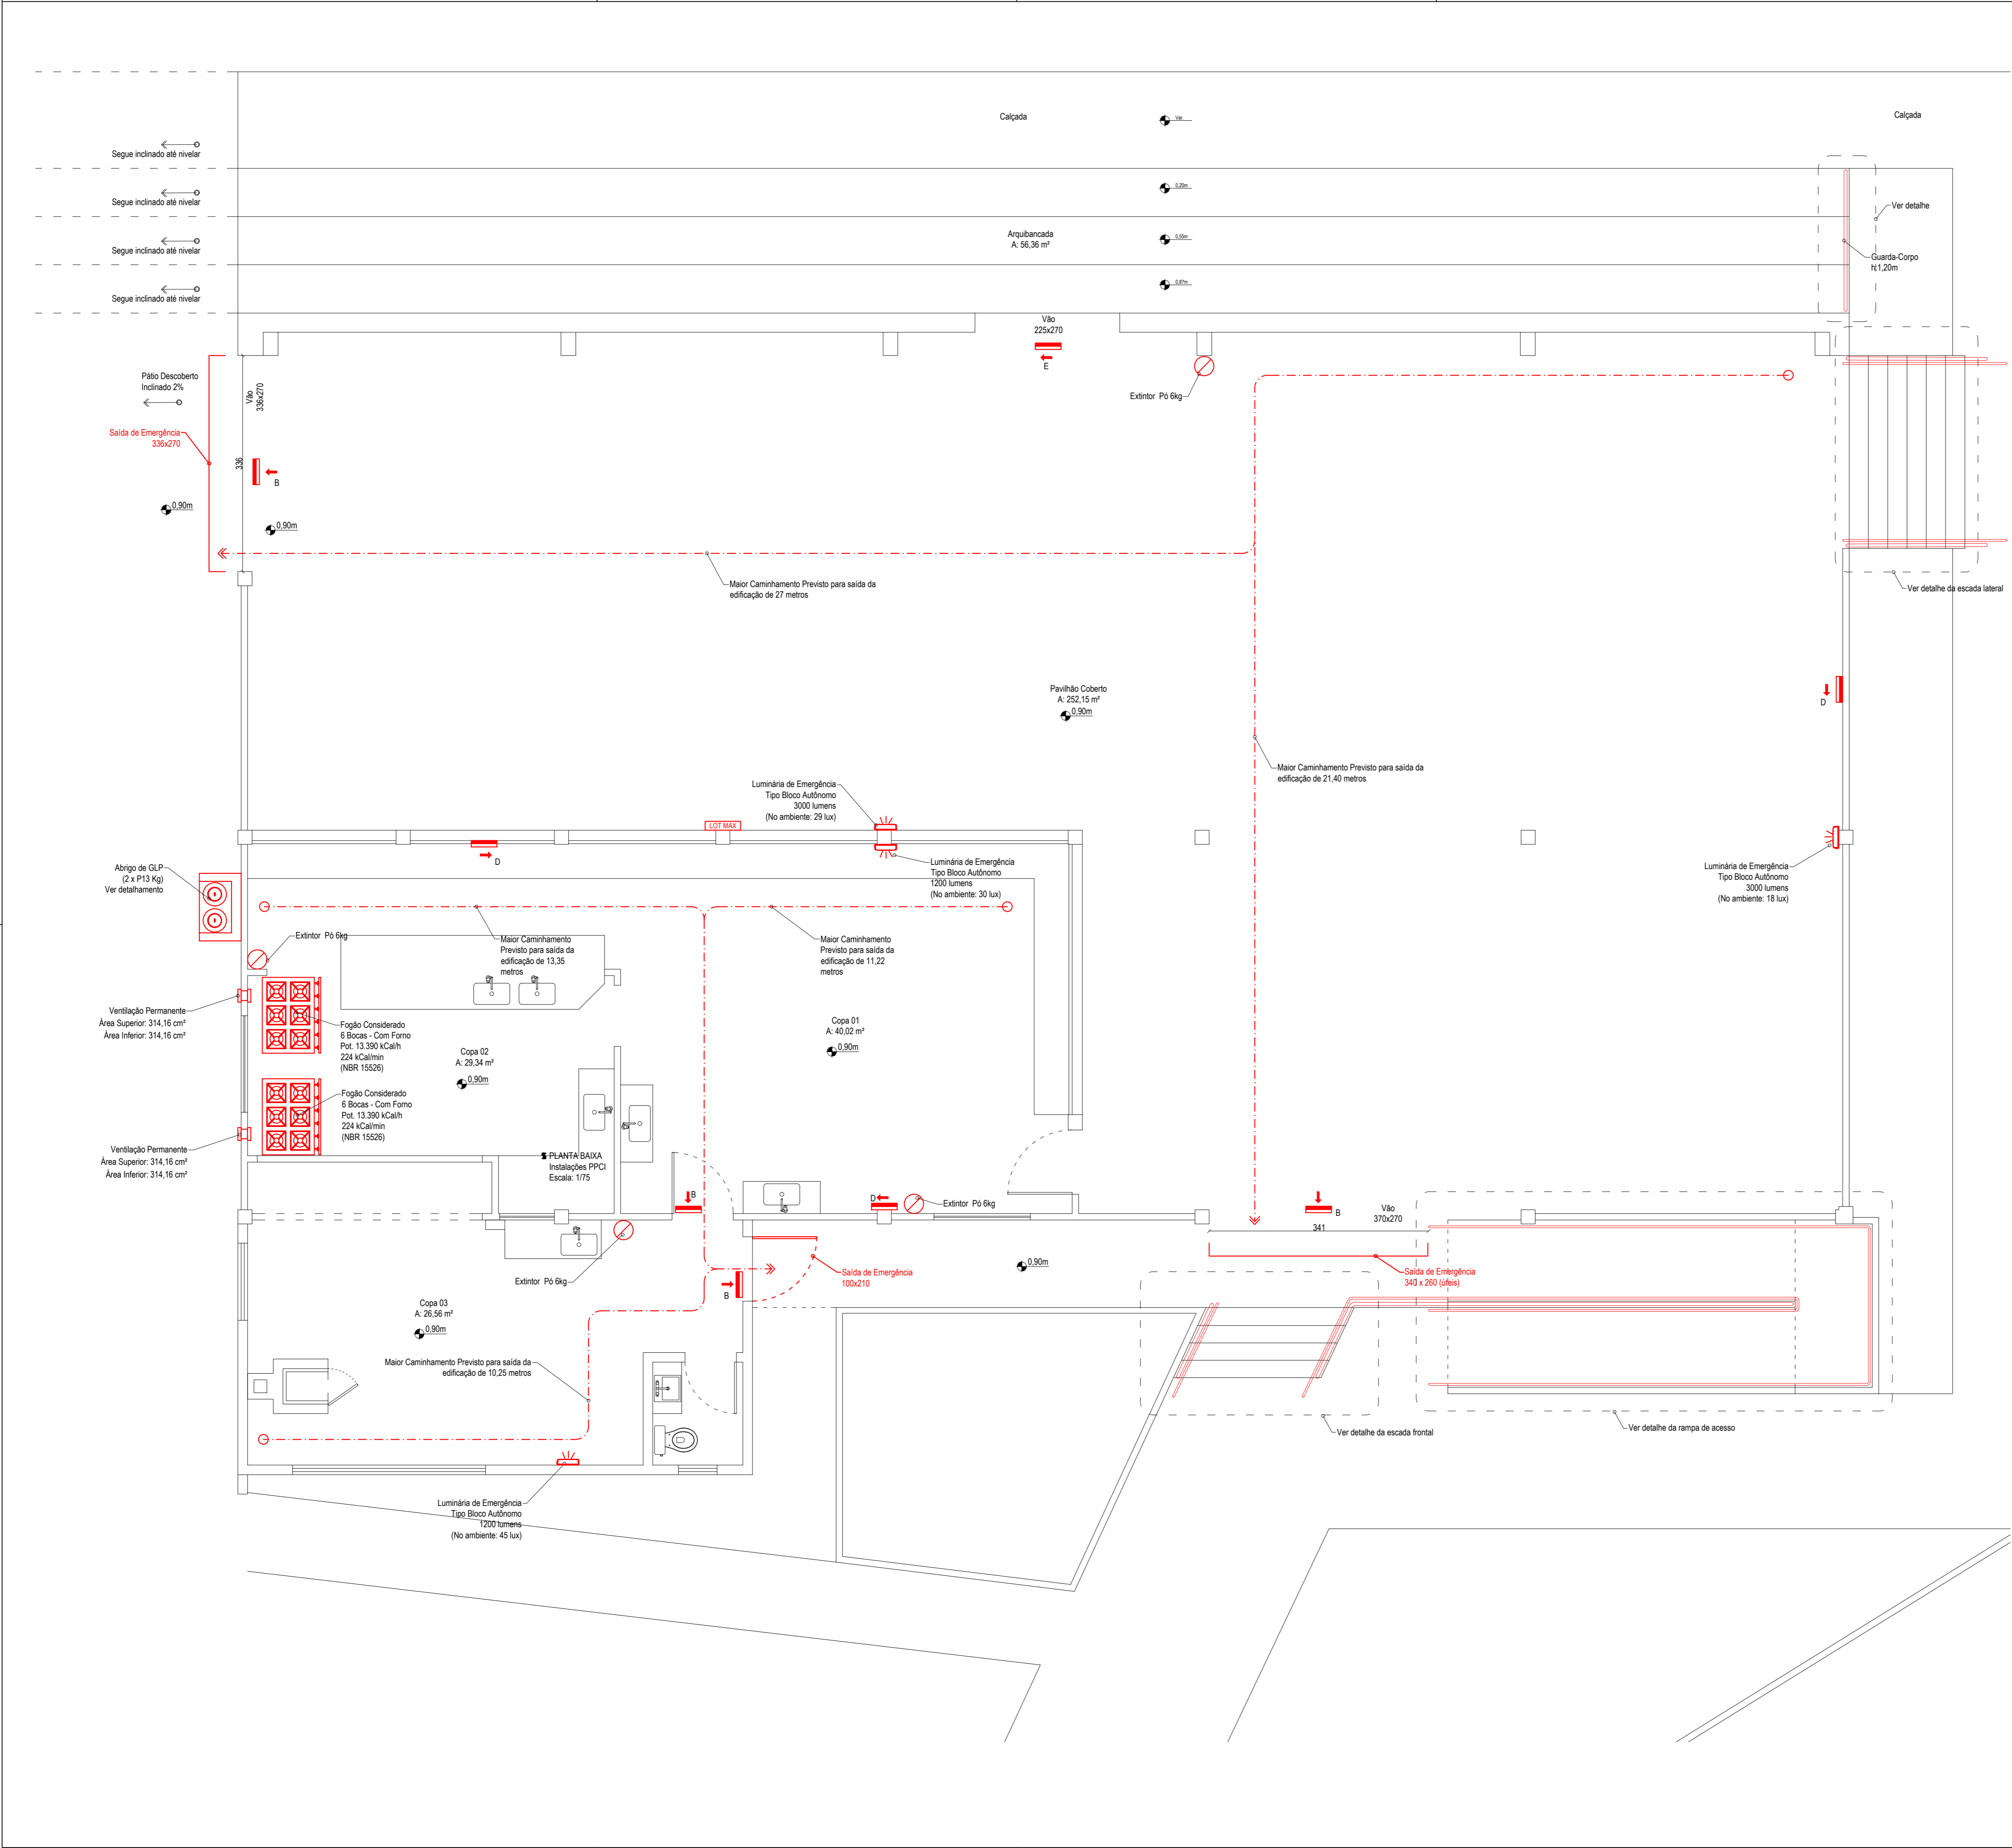 Calçada
Var
Calçada
Segue inclinado até nivelar
Segue inclinado até nivelar
Segue inclinado até nivelar
Segue inclinado até nivelar
0,20m
Arquibancada
A: 56,36 m²
0,55m
0,87m
Ver detalhe
Guarda-Corpo
h:1,20m
Vão
225x270
E
Extintor Pó 6kg
Pátio Descoberto
Inclinado 2%
Vão
336x270
Saída de Emergência
336x270
336
B
0,90m
0,90m
Maior Caminhamento Previsto para saída da
edificação de 27 metros
Ver detalhe da escada lateral
Pavilhão Coberto
A: 252,15 m²
0,90m
D
Maior Caminhamento Previsto para saída da
edificação de 21,40 metros
Luminária de Emergência
Tipo Bloco Autônomo
3000 lumens
(No ambiente: 29 lux)
LOT MAX
D
Luminária de Emergência
Tipo Bloco Autônomo
1200 lumens
(No ambiente: 30 lux)
Luminária de Emergência
Tipo Bloco Autônomo
3000 lumens
(No ambiente: 18 lux)
Abrigo de GLP
(2 x P13 Kg)
Ver detalhamento
Extintor Pó 6kg
Maior Caminhamento
Previsto para saída da
edificação de 13,35
metros
Maior Caminhamento
Previsto para saída da
edificação de 11,22
metros
Ventilação Permanente
Área Superior: 314,16 cm²
Área Inferior: 314,16 cm²
Fogão Considerado
6 Bocas - Com Forno
Pot. 13.390 kCal/h
224 kCal/min
(NBR 15526)
Copa 02
A: 29,34 m²
0,90m
Copa 01
A: 40,02 m²
0,90m
Fogão Considerado
6 Bocas - Com Forno
Pot. 13.390 kCal/h
224 kCal/min
(NBR 15526)
Ventilação Permanente
Área Superior: 314,16 cm²
Área Inferior: 314,16 cm²
PLANTA BAIXA
Instalações PPCI
Escala: 1/75
B
D
Extintor Pó 6kg
B
Vão
370x270
341
Extintor Pó 6kg
B
Saída de Emergência
100x210
0,90m
Saída de Emergência
340 x 260 (úteis)
Copa 03
A: 26,56 m²
0,90m
Maior Caminhamento Previsto para saída da
edificação de 10,25 metros
Ver detalhe da escada frontal
Ver detalhe da rampa de acesso
Luminária de Emergência
Tipo Bloco Autônomo
1200 lumens
(No ambiente: 45 lux)